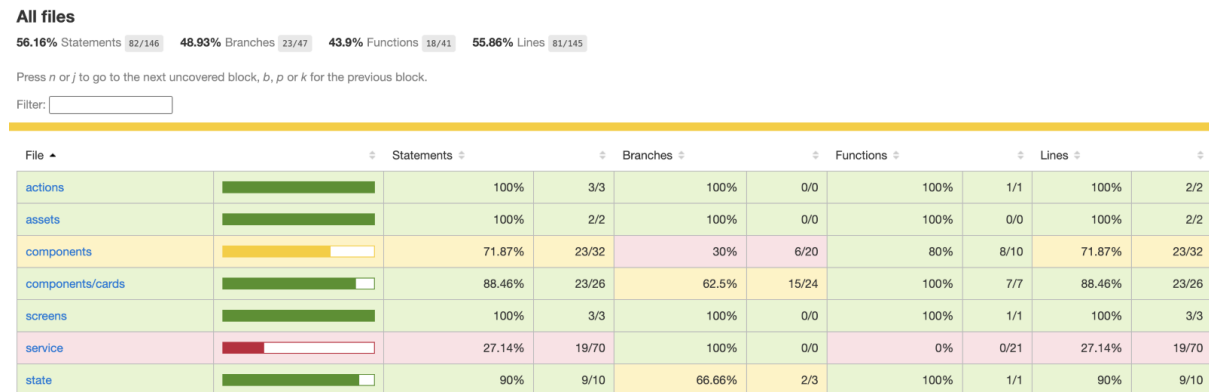 All files
56.16% Statements 82/146 48.93% Branches 23/47 43.9% Functions 18/41 55.86% Lines 81/145
Press n or j to go to the next uncovered block, b, p or k for the previous block.
Filter:
File Statements Branches Functions Lines
actions 100% 3/3 100% 0/0 100% 1/1 100% 2/2
assets 100% 2/2 100% 0/0 100% 0/0 100% 2/2
components 71.87% 23/32 30% 6/20 80% 8/10 71.87% 23/32
components/cards 88.46% 23/26 62.5% 15/24 100% 7/7 88.46% 23/26
screens 100% 3/3 100% 0/0 100% 1/1 100% 3/3
service 27.14% 19/70 100% 0/0 0% 0/21 27.14% 19/70
state 90% 9/10 66.66% 2/3 100% 1/1 90% 9/10